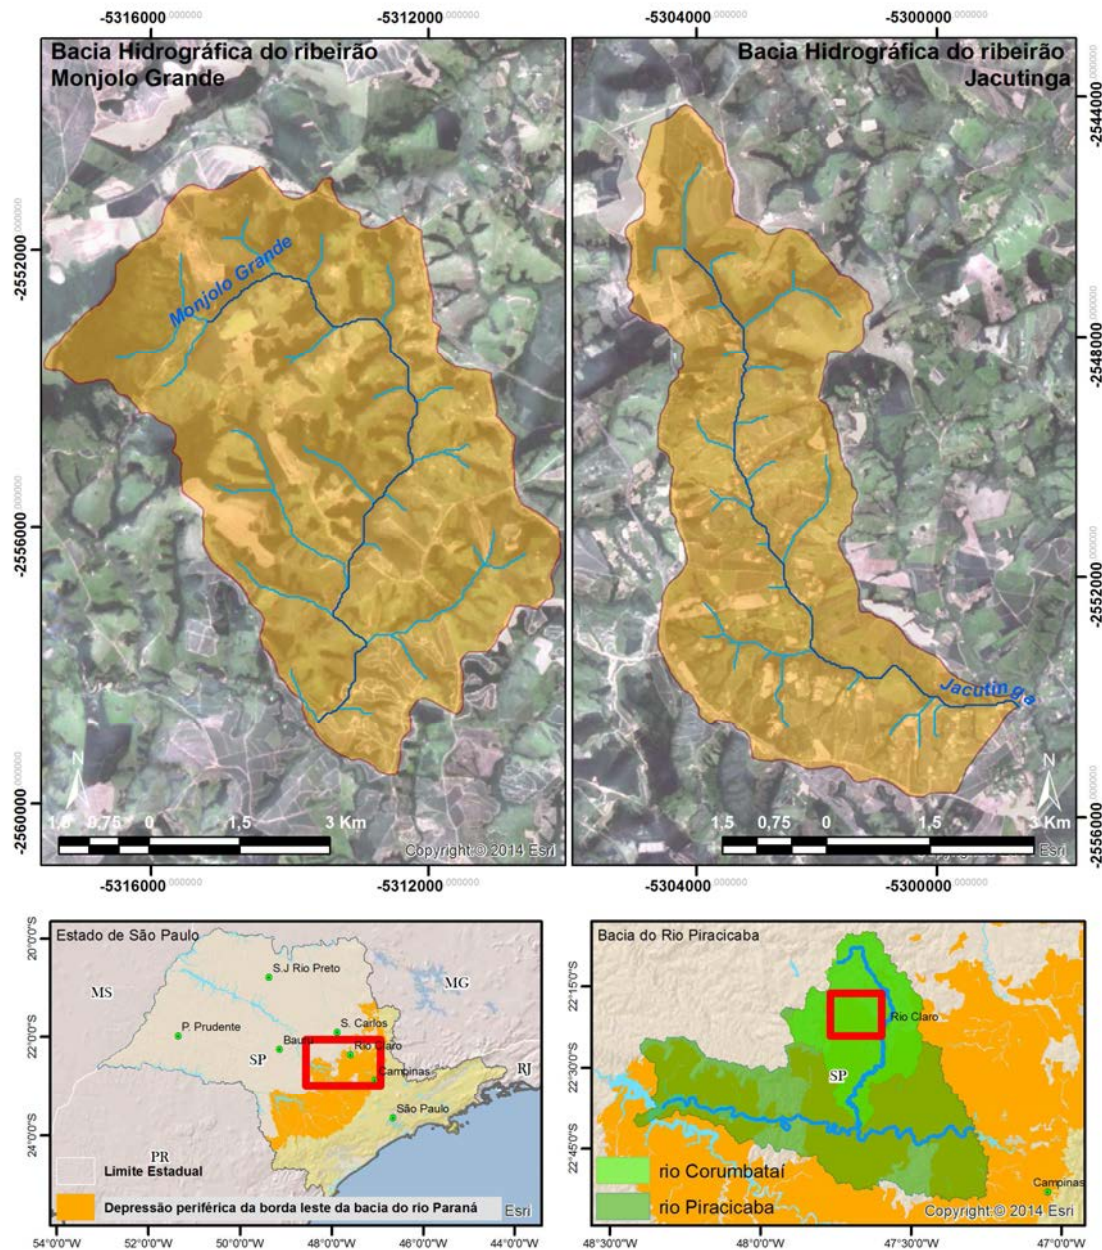 -5316000,000000 -5312000,000000
-5304000,000000 -5300000,000000
Bacia Hidrográfica do ribeirão
Monjolo Grande
Bacia Hidrográfica do ribeirão
Jacutinga
-2552000,000000
-2556000,000000
-2560000,000000
-2544000,000000
-2548000,000000
-2552000,000000
-2556000,000000
Monjolo Grande
Jacutinga
N
1,5 0,75 0 1,5 3 Km
Copyright:© 2014 Esri
N
1,5 0,75 0 1,5 3 Km
Esri
-5316000,000000 -5312000,000000
-5304000,000000 -5300000,000000
Estado de São Paulo
20°0'0"S
22°0'0"S
24°0'0"S
S.J Rio Preto
MS
MG
P. Prudente
S. Carlos
Bauru
Rio Claro
SP
Campinas
RJ
São Paulo
PR
Limite Estadual
Depressão periférica da borda leste da bacia do rio Paraná
Esri
54°0'0"W 52°0'0"W 50°0'0"W 48°0'0"W 46°0'0"W 44°0'0"W
Bacia do Rio Piracicaba
22°15'0"S
22°30'0"S
22°45'0"S
Rio Claro
SP
rio Corumbataí
rio Piracicaba
Campinas
Copyright:© 2014 Esri
48°30'0"W 48°0'0"W 47°30'0"W 47°0'0"W